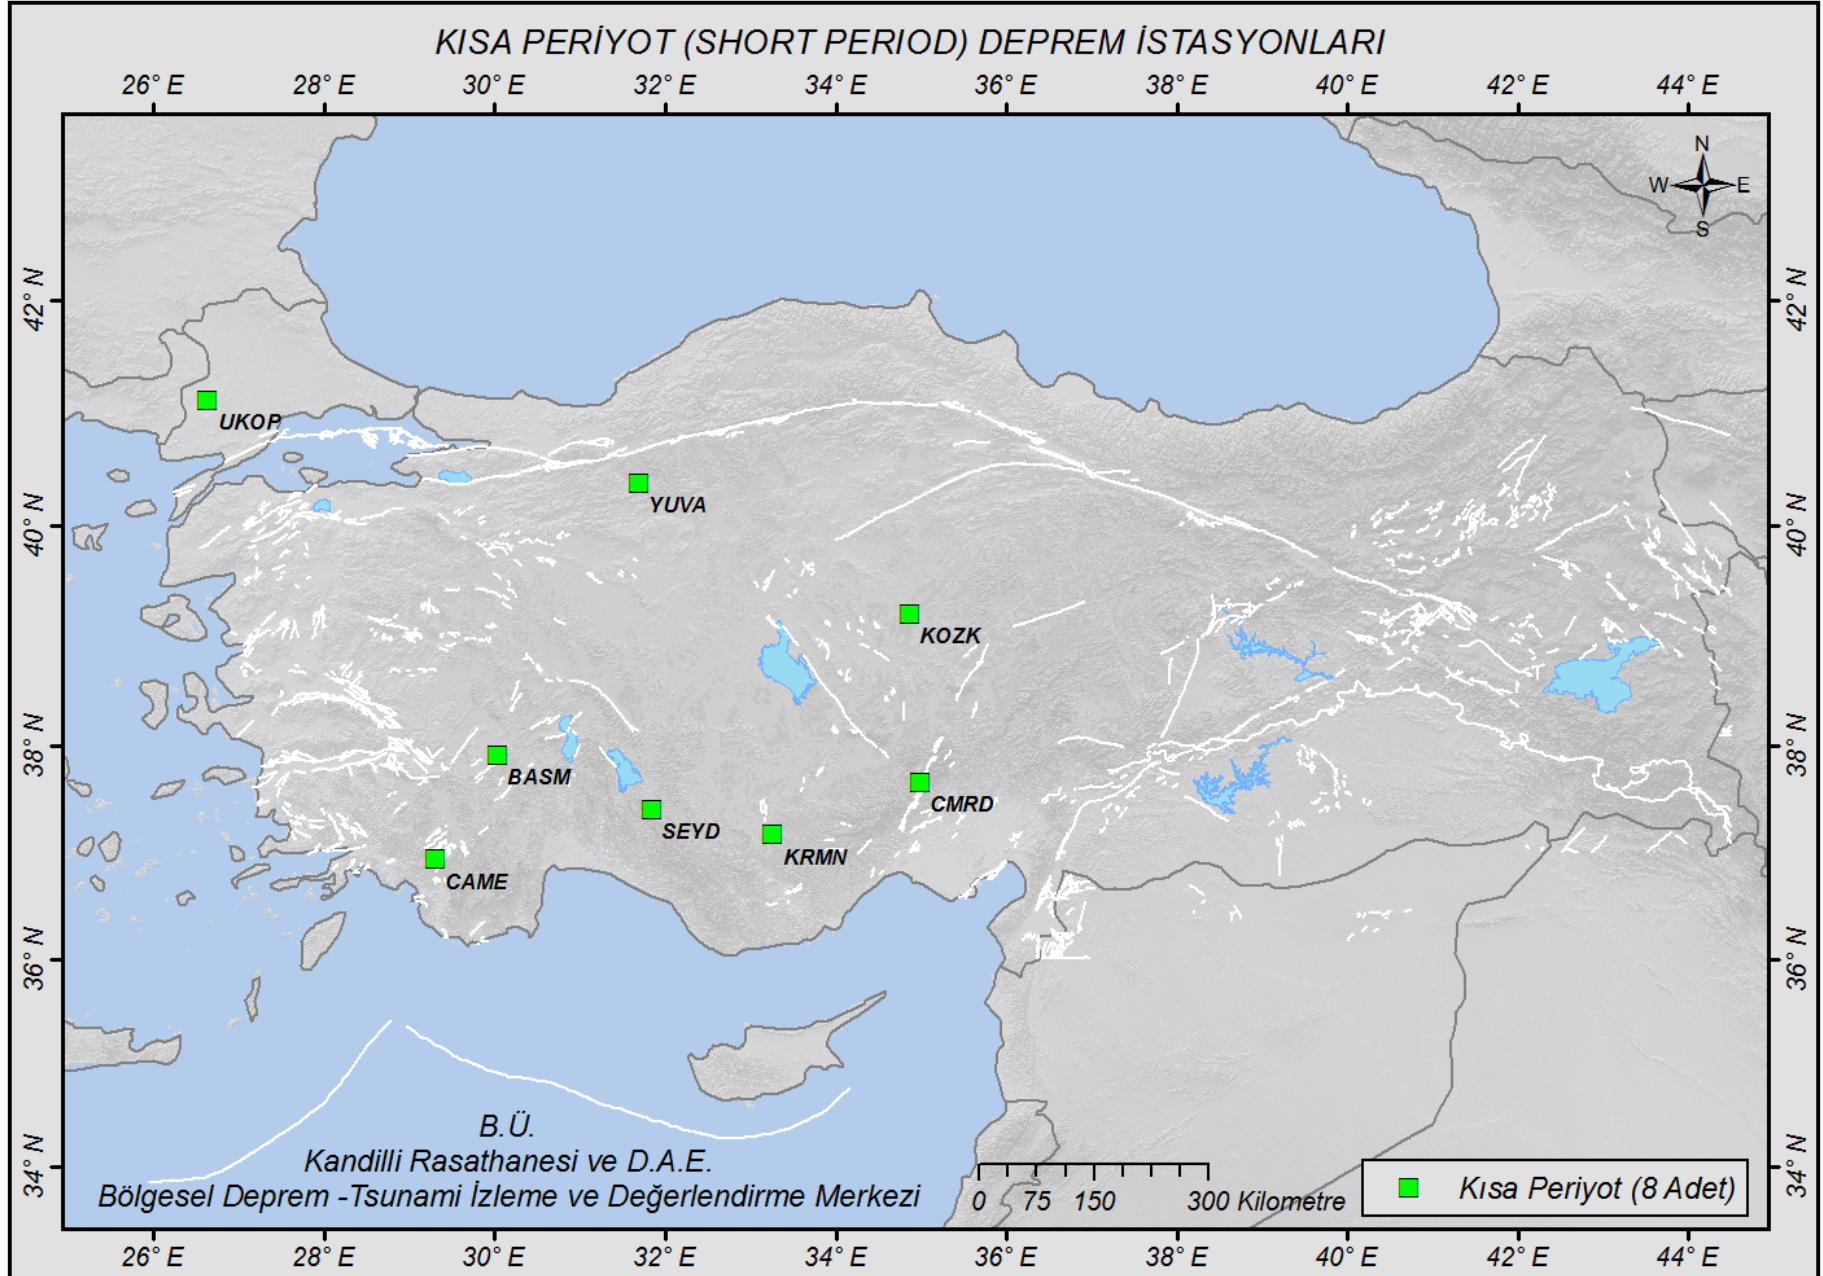 KISA PERİYOT (SHORT PERIOD) DEPREM İSTASYONLARI
26° E 28° E 30° E 32° E 34° E 36° E 38° E 40° E 42° E 44° E
N
W E
S
42° N 42° N
UKOP
YUVA
40° N 40° N
KOZK
38° N 38° N
BASM
CMRD
SEYD
KRMN
CAME
36° N 36° N
B.Ü.
Kandilli Rasathanesi ve D.A.E.
Bölgesel Deprem -Tsunami İzleme ve Değerlendirme Merkezi
34° N 34° N
0 75 150 300 Kilometre
Kısa Periyot (8 Adet)
26° E 28° E 30° E 32° E 34° E 36° E 38° E 40° E 42° E 44° E